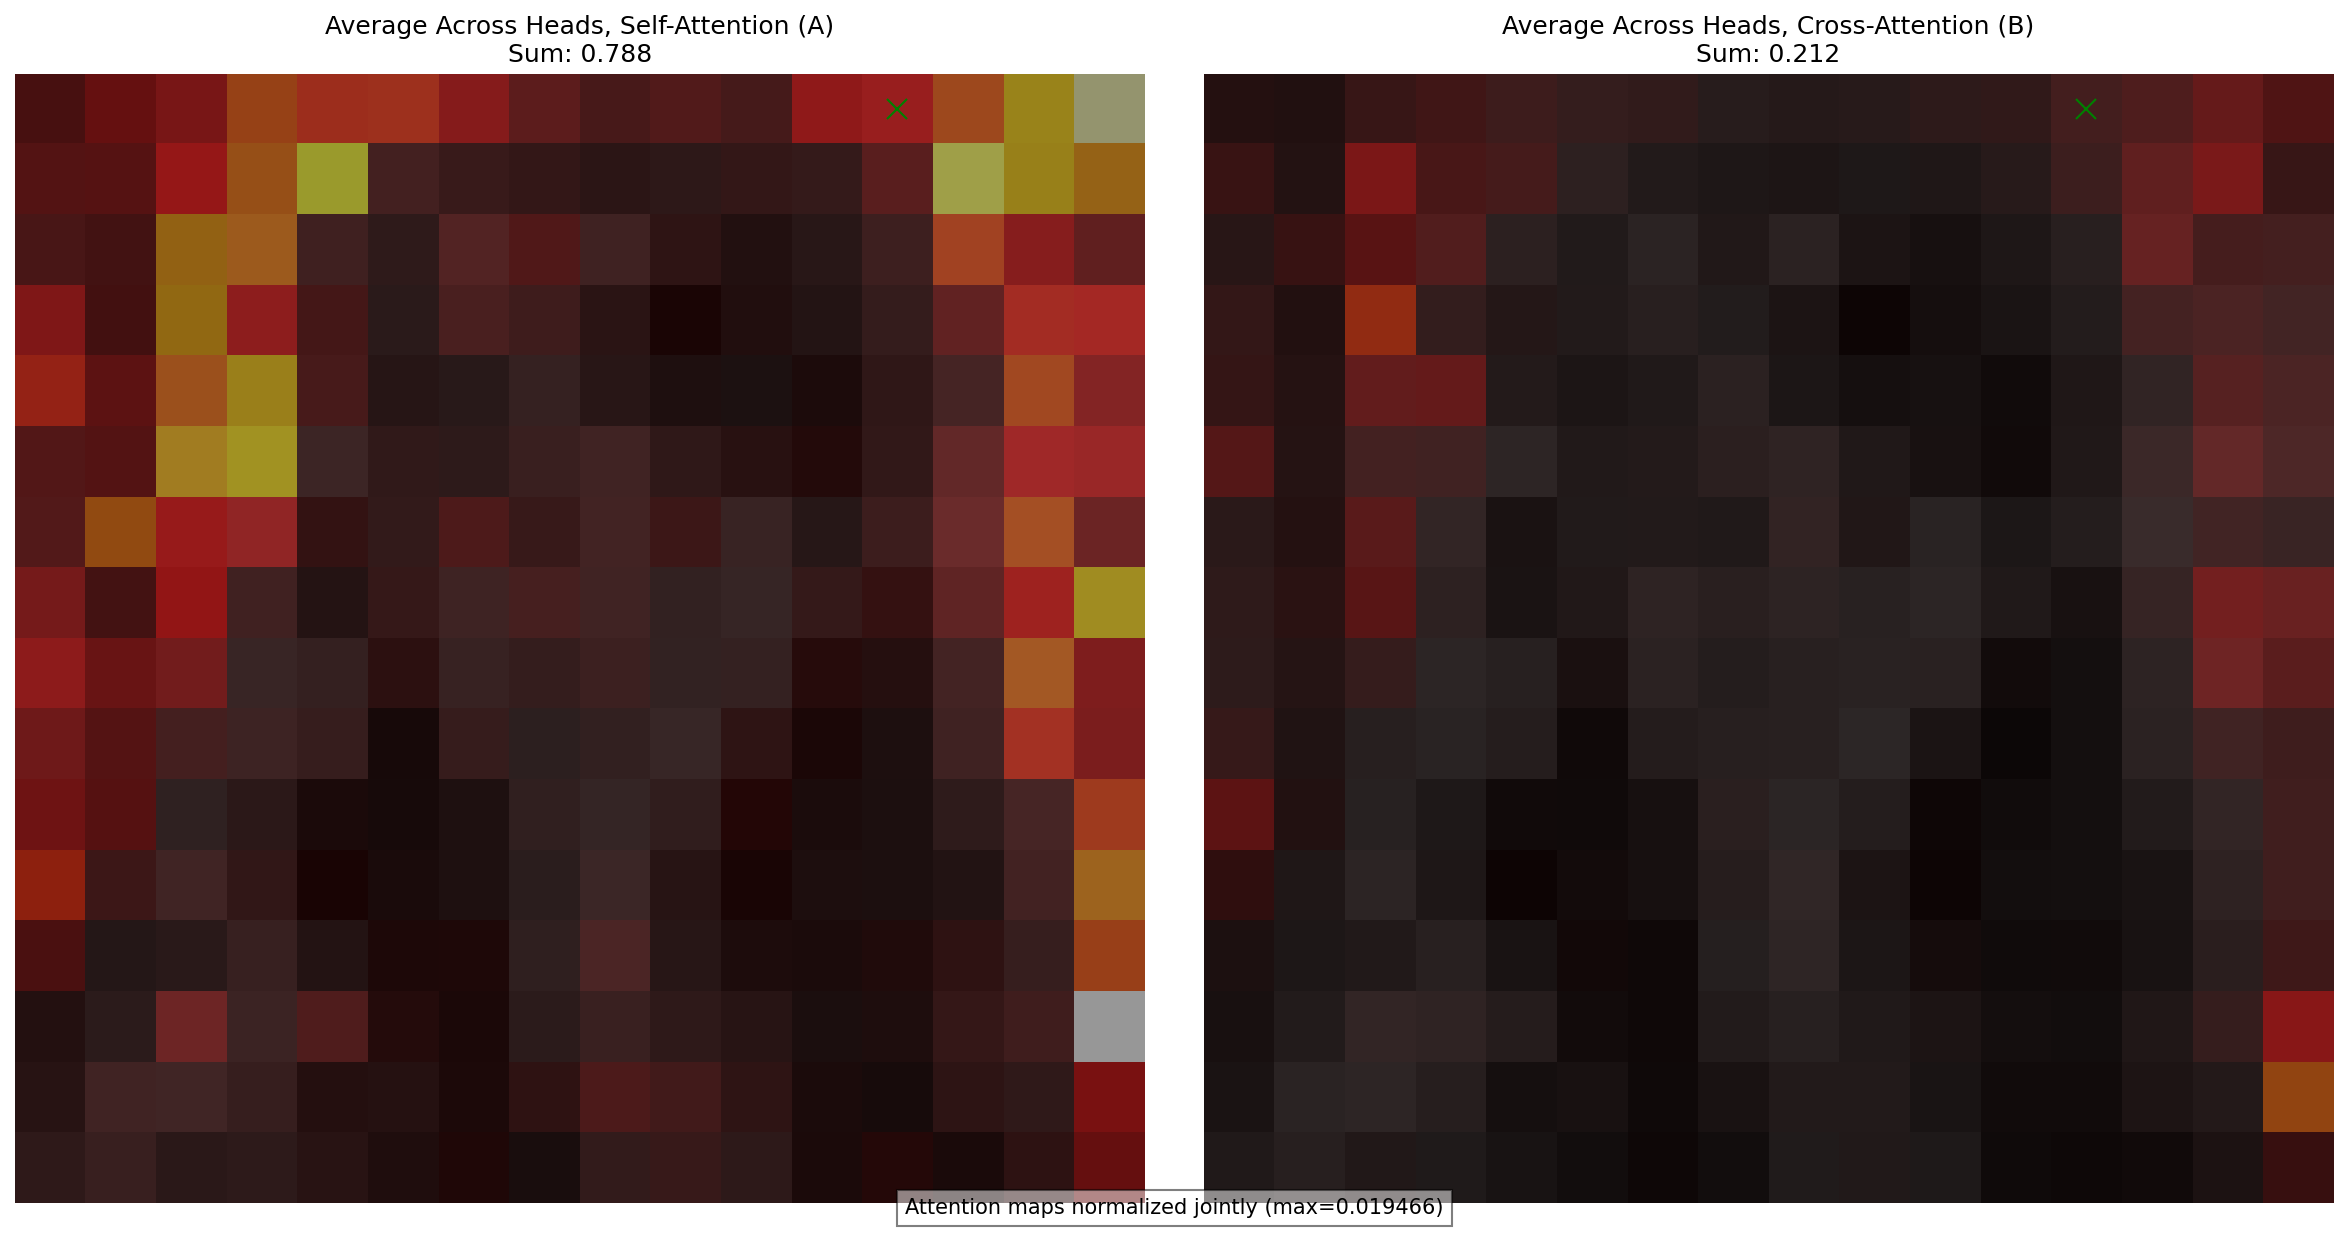 Average Across Heads, Self-Attention (A)
Sum: 0.788
Average Across Heads, Cross-Attention (B)
Sum: 0.212
Attention maps normalized jointly (max=0.019466)